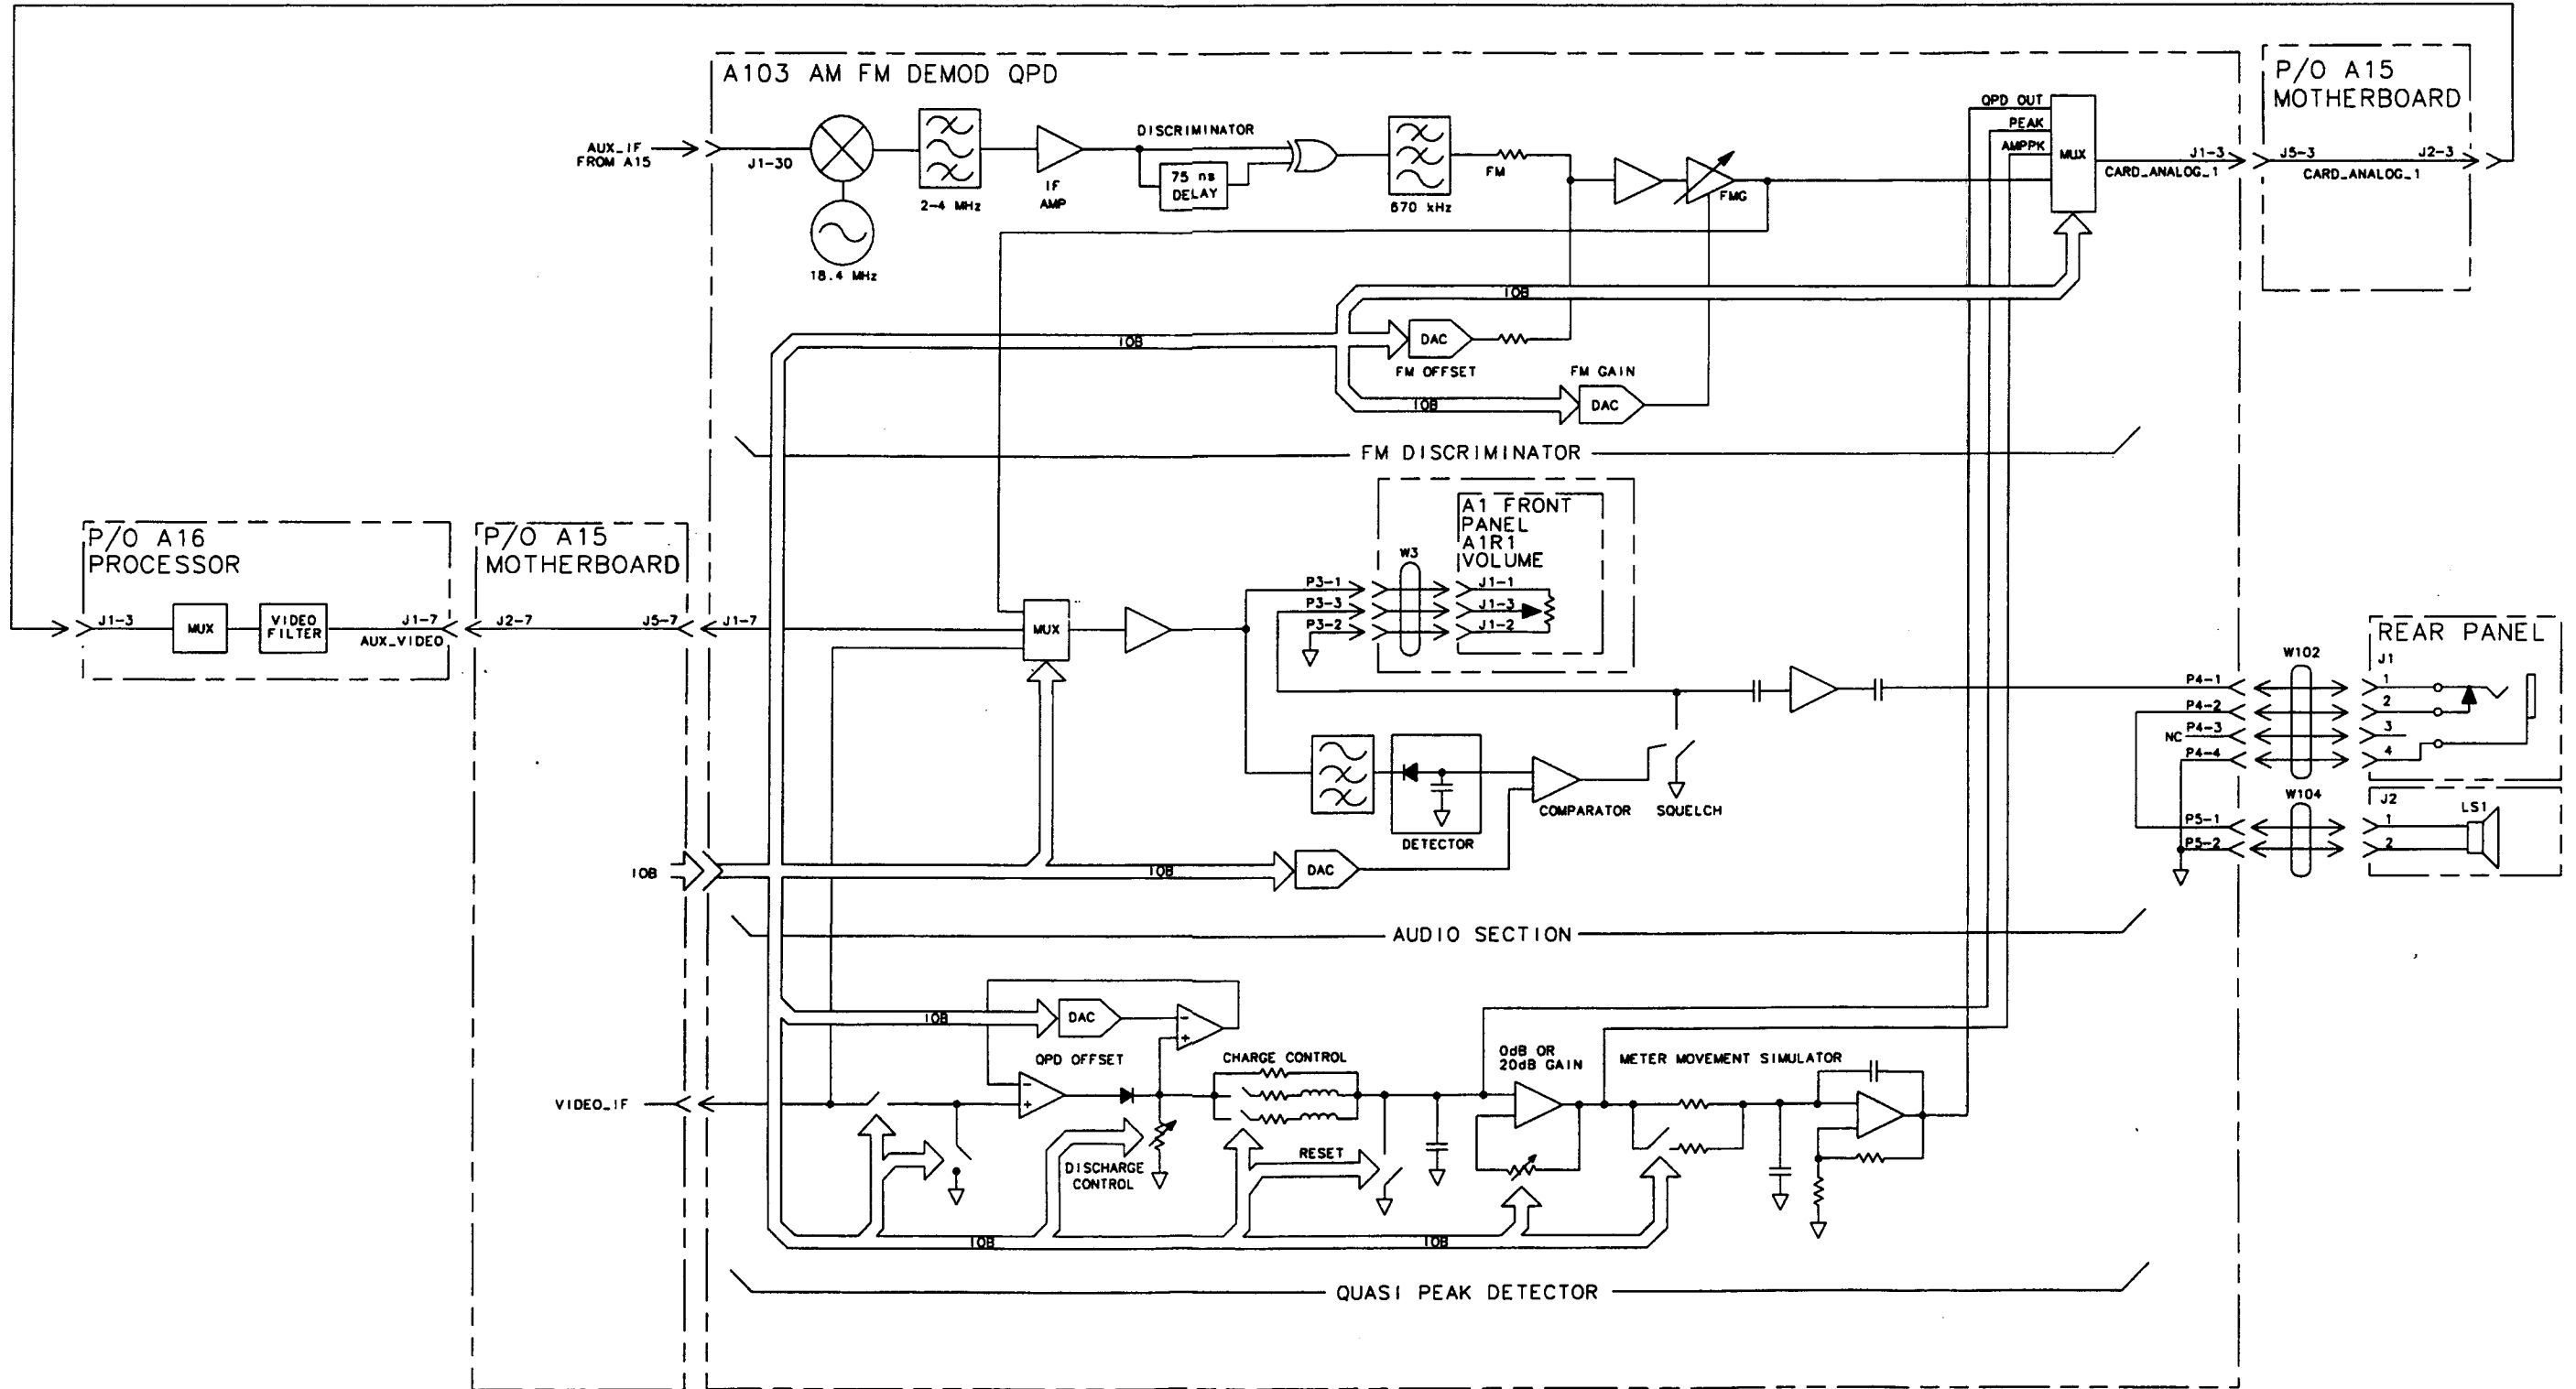 A103 AM FM DEMOD QPD
P/O A15
MOTHERBOARD
AUX_IF
FROM A15
J1-30
18.4 MHz
2-4 MHz
IF
AMP
DISCRIMINATOR
75 ns
DELAY
670 kHz
FM
FMG
QPD OUT
PEAK
AMPPK
MUX
J1-3
CARD_ANALOG_1
J5-3
J2-3
CARD_ANALOG_1
IOB
IOB
DAC
FM OFFSET
FM GAIN
IOB
DAC
FM DISCRIMINATOR
P/O A16
PROCESSOR
J1-3
MUX
VIDEO
FILTER
J1-7
AUX_VIDEO
P/O A15
MOTHERBOARD
J2-7
J5-7
J1-7
MUX
A1 FRONT
PANEL
A1R1
VOLUME
W3
P3-1
P3-3
P3-2
J1-1
J1-3
J1-2
DETECTOR
COMPARATOR
SQUELCH
IOB
IOB
DAC
P4-1
P4-2
NC P4-3
P4-4
P5-1
P5-2
W102
W104
REAR PANEL
J1
1
2
3
4
J2
1
2
LS1
AUDIO SECTION
IOB
DAC
QPD OFFSET
CHARGE CONTROL
0dB OR
20dB GAIN
METER MOVEMENT SIMULATOR
VIDEO_IF
DISCHARGE
CONTROL
RESET
IOB
IOB
QUASI PEAK DETECTOR